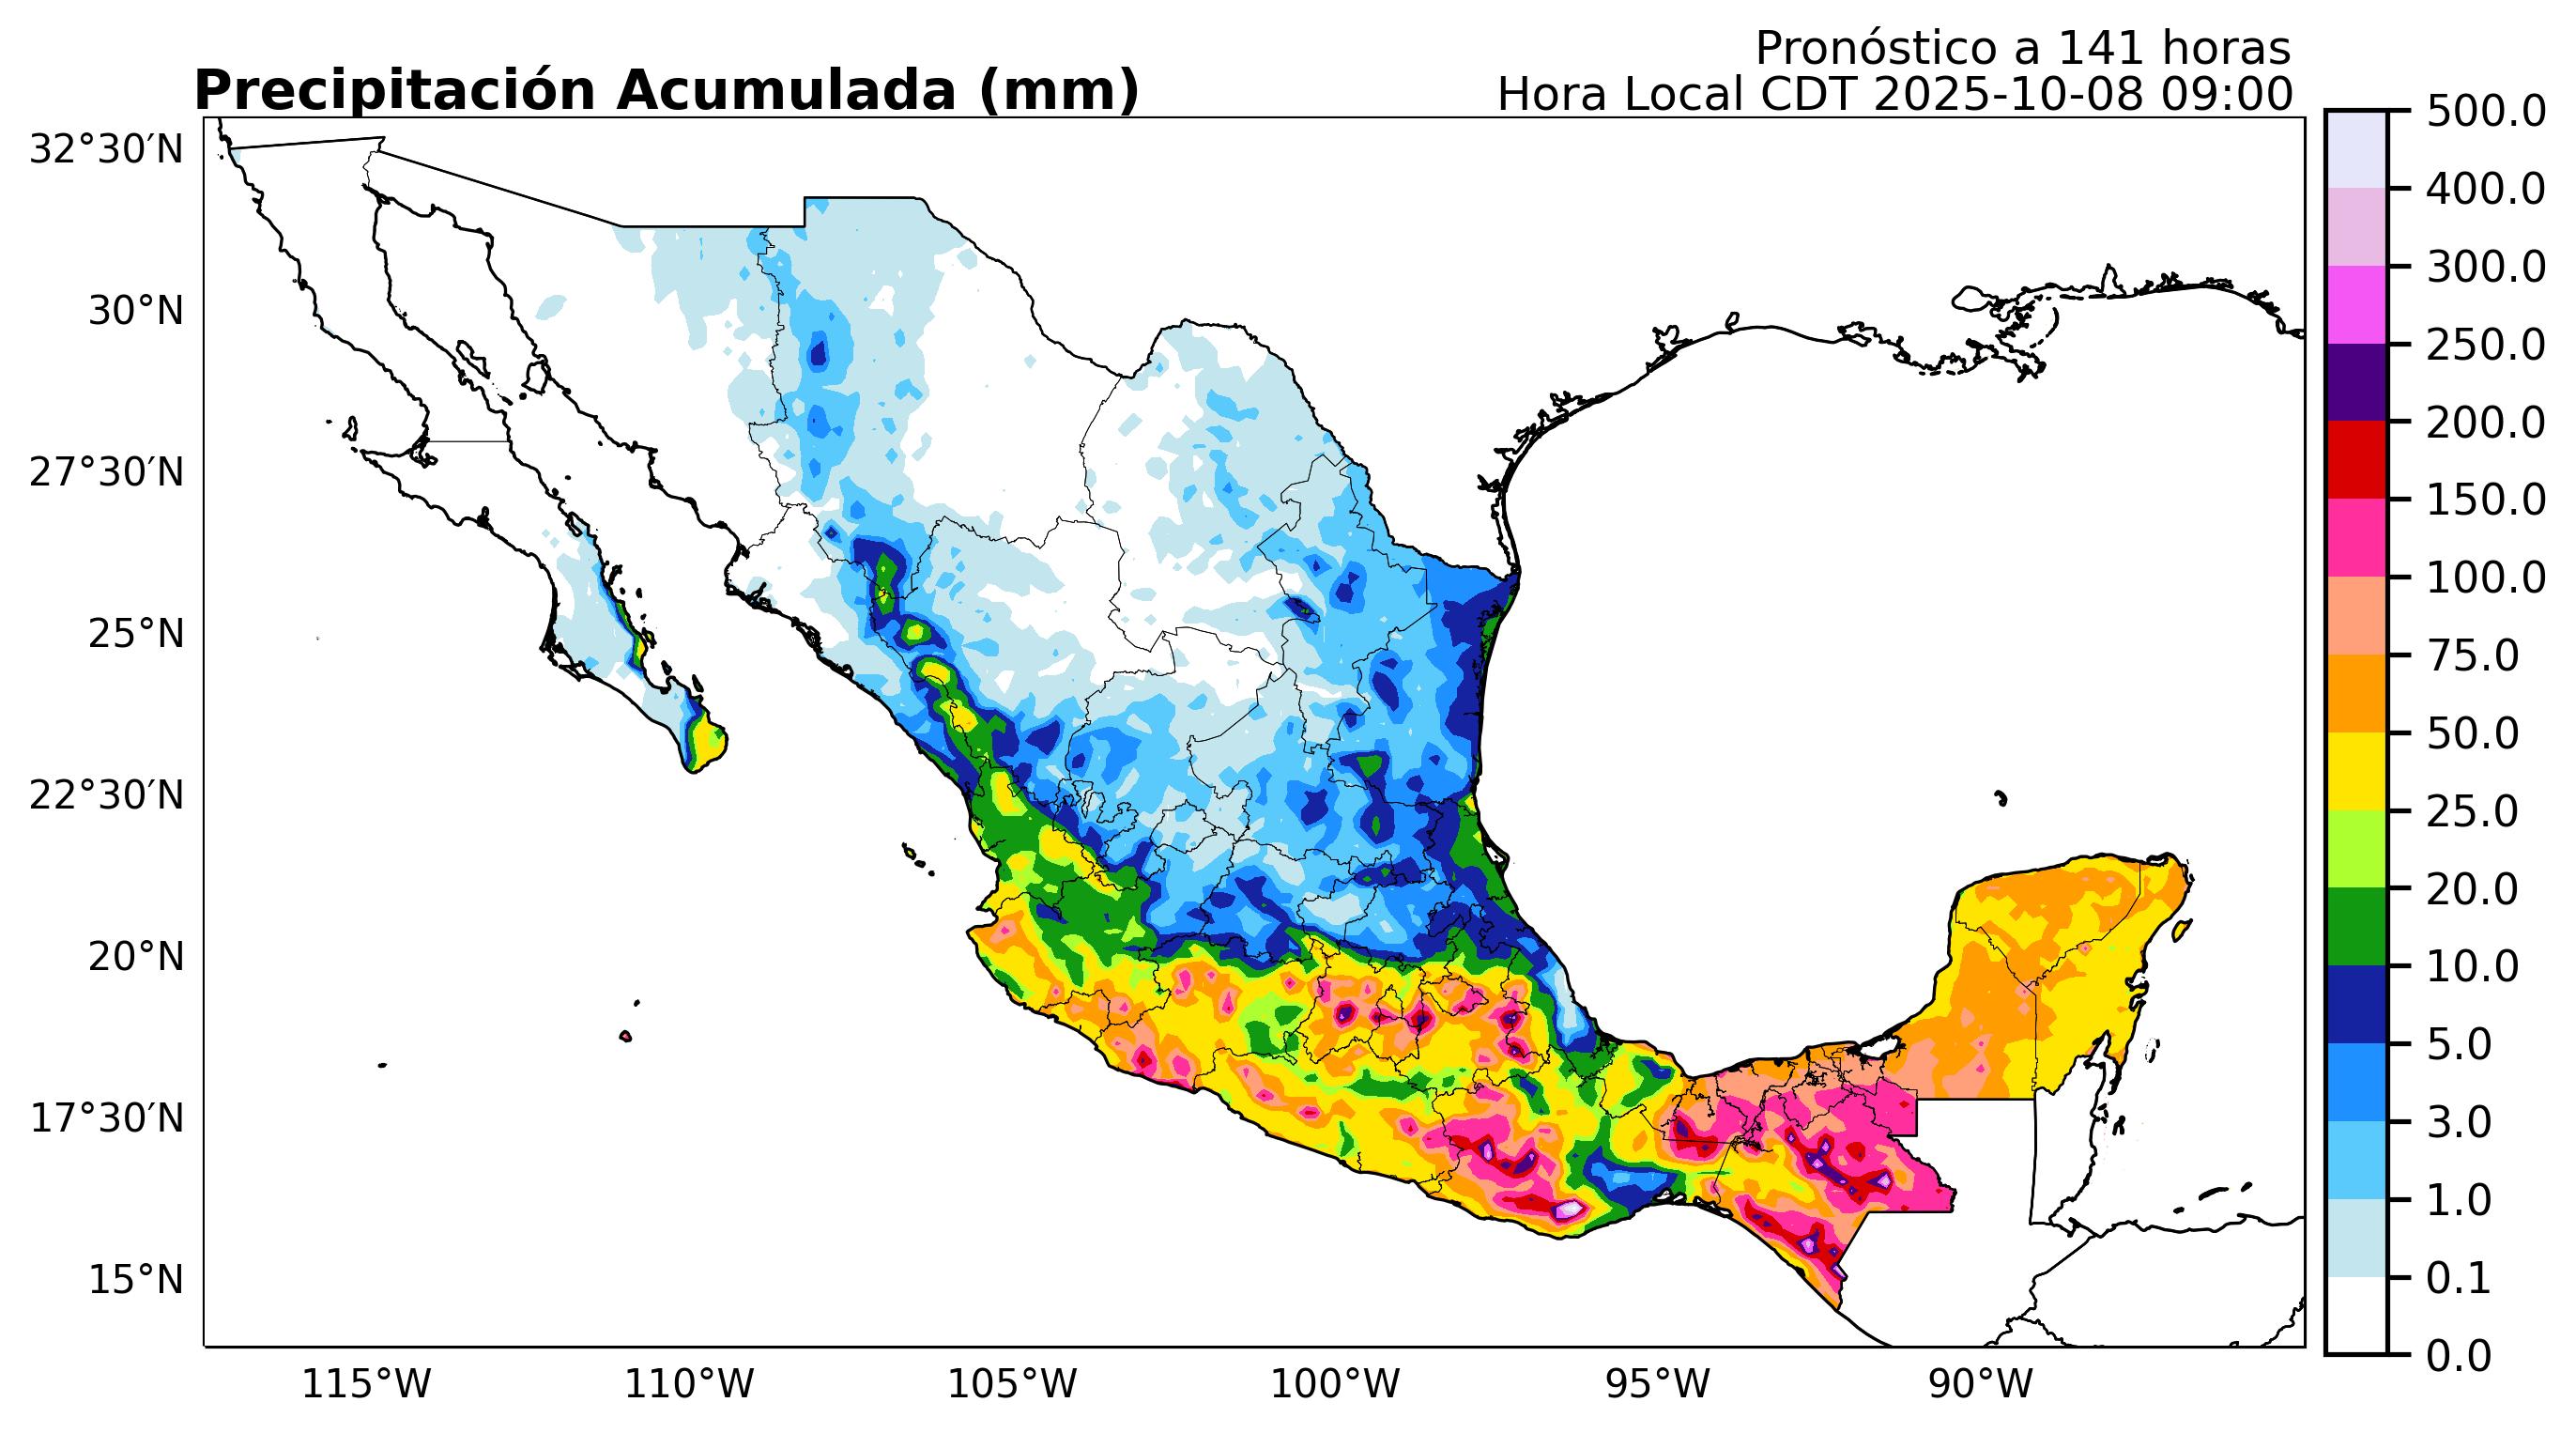 Pronóstico a 141 horas
Precipitación Acumulada (mm)
Hora Local CDT 2025-10-08 09:00
32°30′N
30°N
27°30′N
25°N
22°30′N
20°N
17°30′N
15°N
115°W
110°W
105°W
100°W
95°W
90°W
500.0
400.0
300.0
250.0
200.0
150.0
100.0
75.0
50.0
25.0
20.0
10.0
5.0
3.0
1.0
0.1
0.0